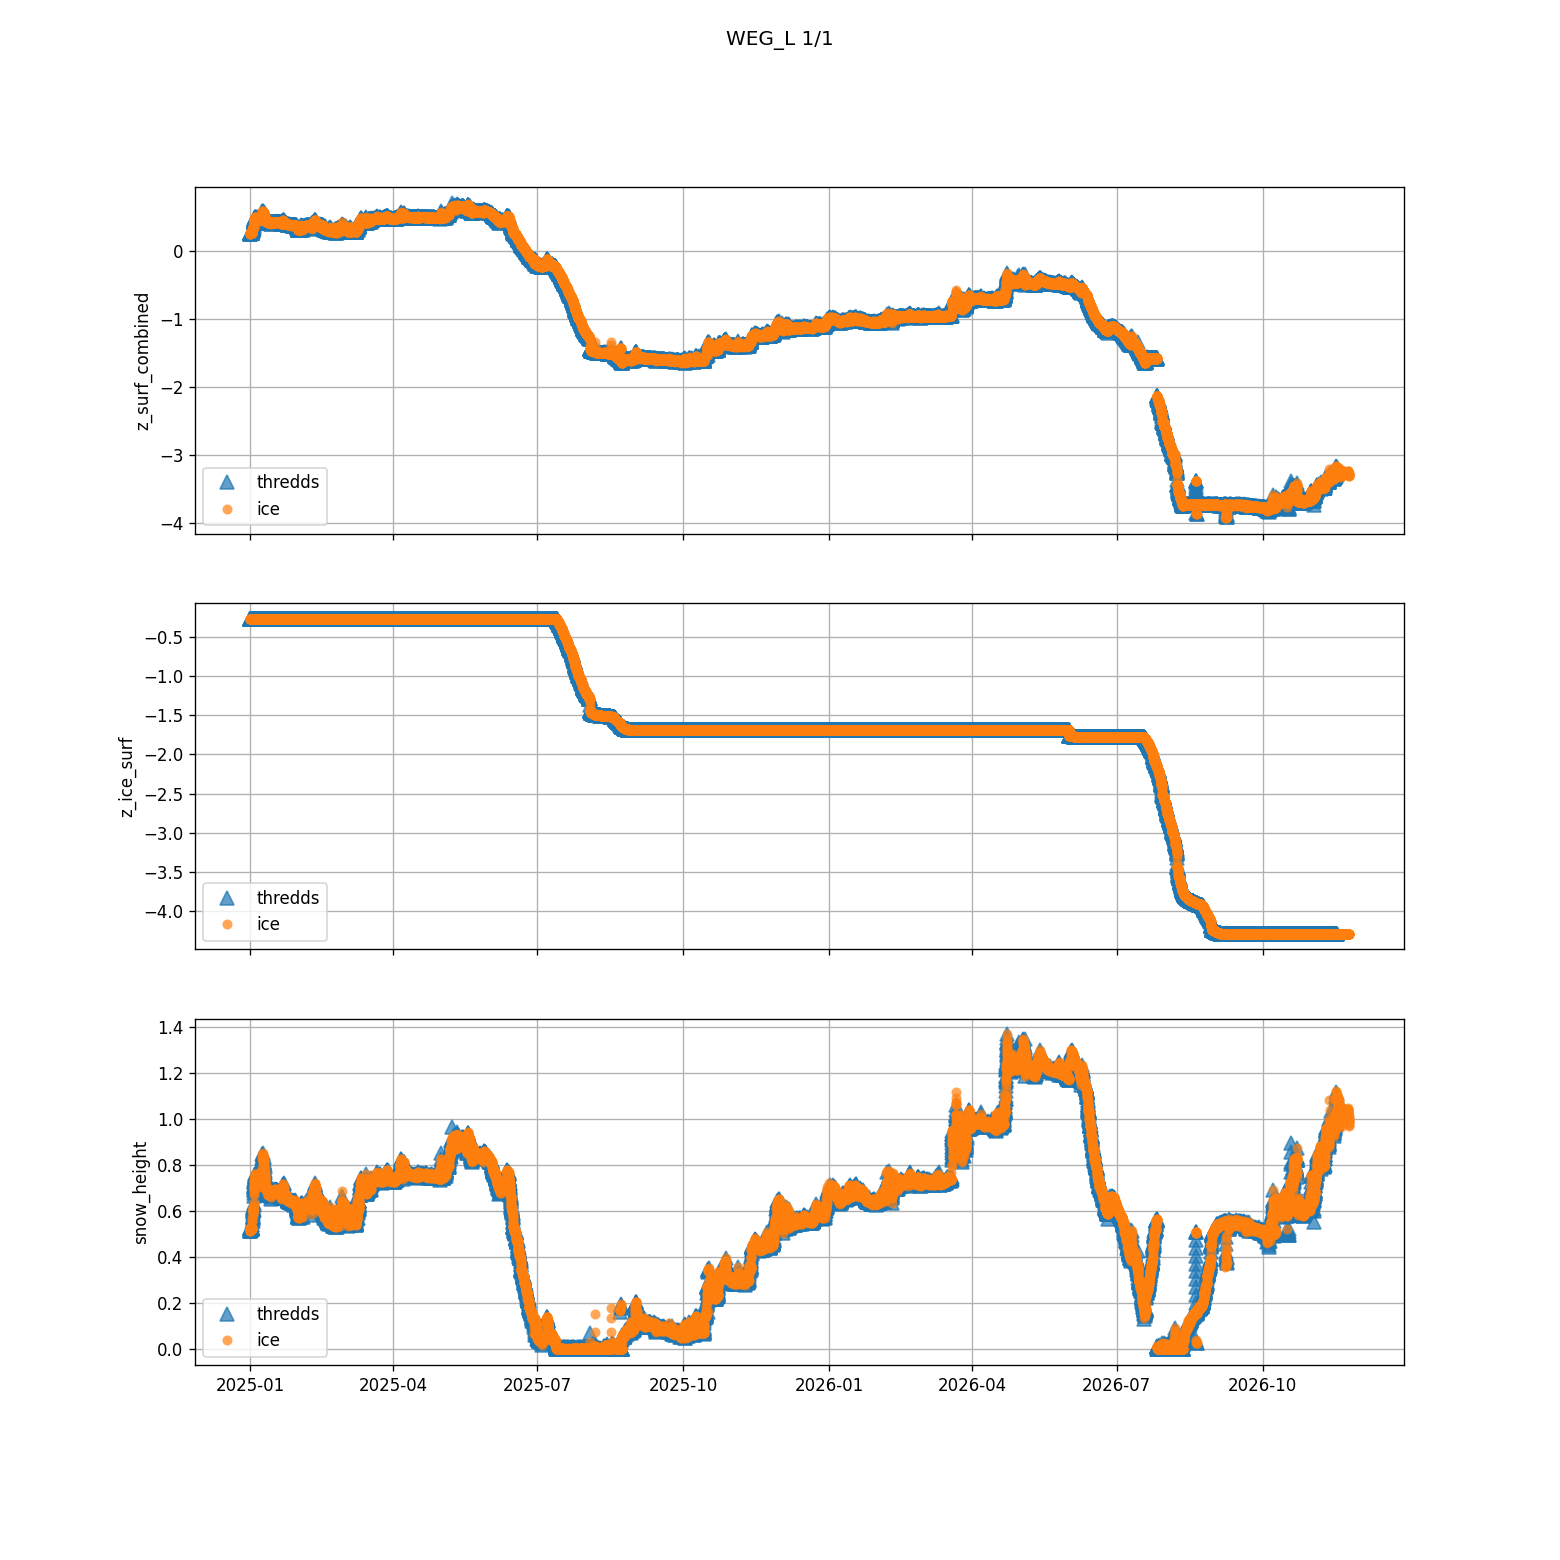 WEG_L 1/1
z_surf_combined
0
−1
−2
−3
−4
thredds
ice
z_ice_surf
−0.5
−1.0
−1.5
−2.0
−2.5
−3.0
−3.5
−4.0
thredds
ice
snow_height
1.4
1.2
1.0
0.8
0.6
0.4
0.2
0.0
thredds
ice
2025-01 2025-04 2025-07 2025-10 2026-01 2026-04 2026-07 2026-10